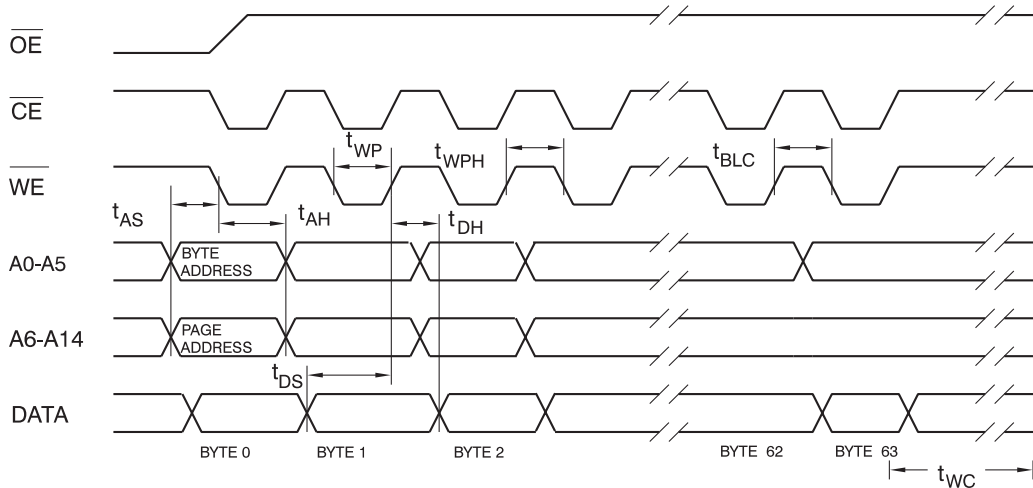 OE
CE
tWP
tWPH
tBLC
WE
tAS
tAH
tDH
A0-A5
BYTE
ADDRESS
A6-A14
PAGE
ADDRESS
tDS
DATA
BYTE 0
BYTE 1
BYTE 2
BYTE 62
BYTE 63
tWC